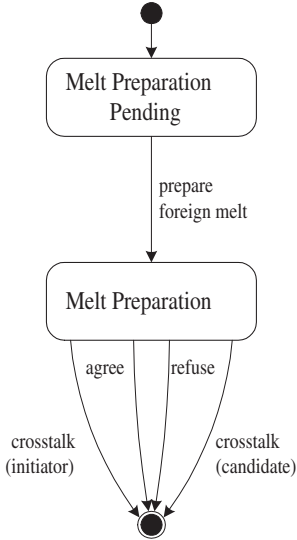 Melt Preparation
Pending
prepare
foreign melt
Melt Preparation
agree
refuse
crosstalk
(initiator)
crosstalk
(candidate)